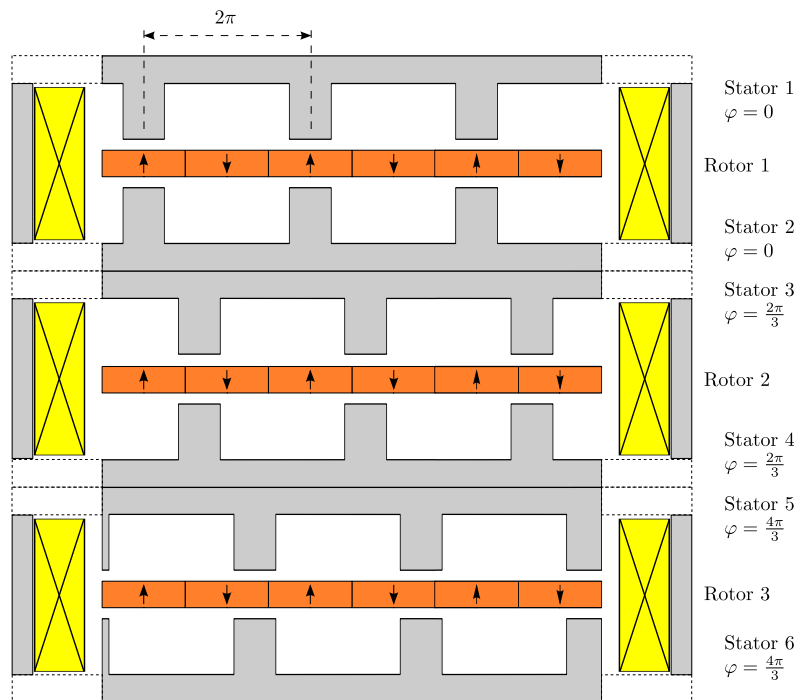 2π
Stator 1
φ = 0
Rotor 1
Stator 2
φ = 0
Stator 3
φ = 2π/3
Rotor 2
Stator 4
φ = 2π/3
Stator 5
φ = 4π/3
Rotor 3
Stator 6
φ = 4π/3